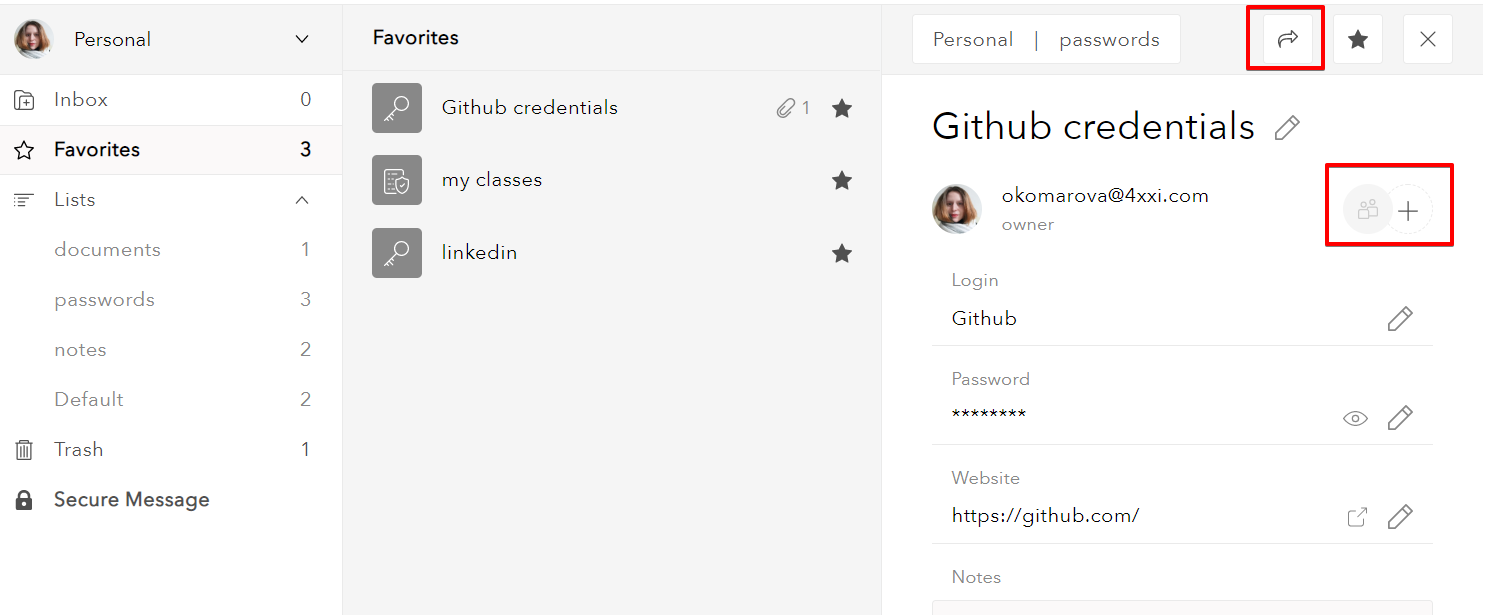 Personal
Inbox 0
Favorites 3
Lists
documents 1
passwords 3
notes 2
Default 2
Trash 1
Secure Message
Favorites
Github credentials 1
my classes
linkedin
Personal | passwords
Github credentials
okomarova@4xxi.com
owner
Login
Github
Password
********
Website
https://github.com/
Notes